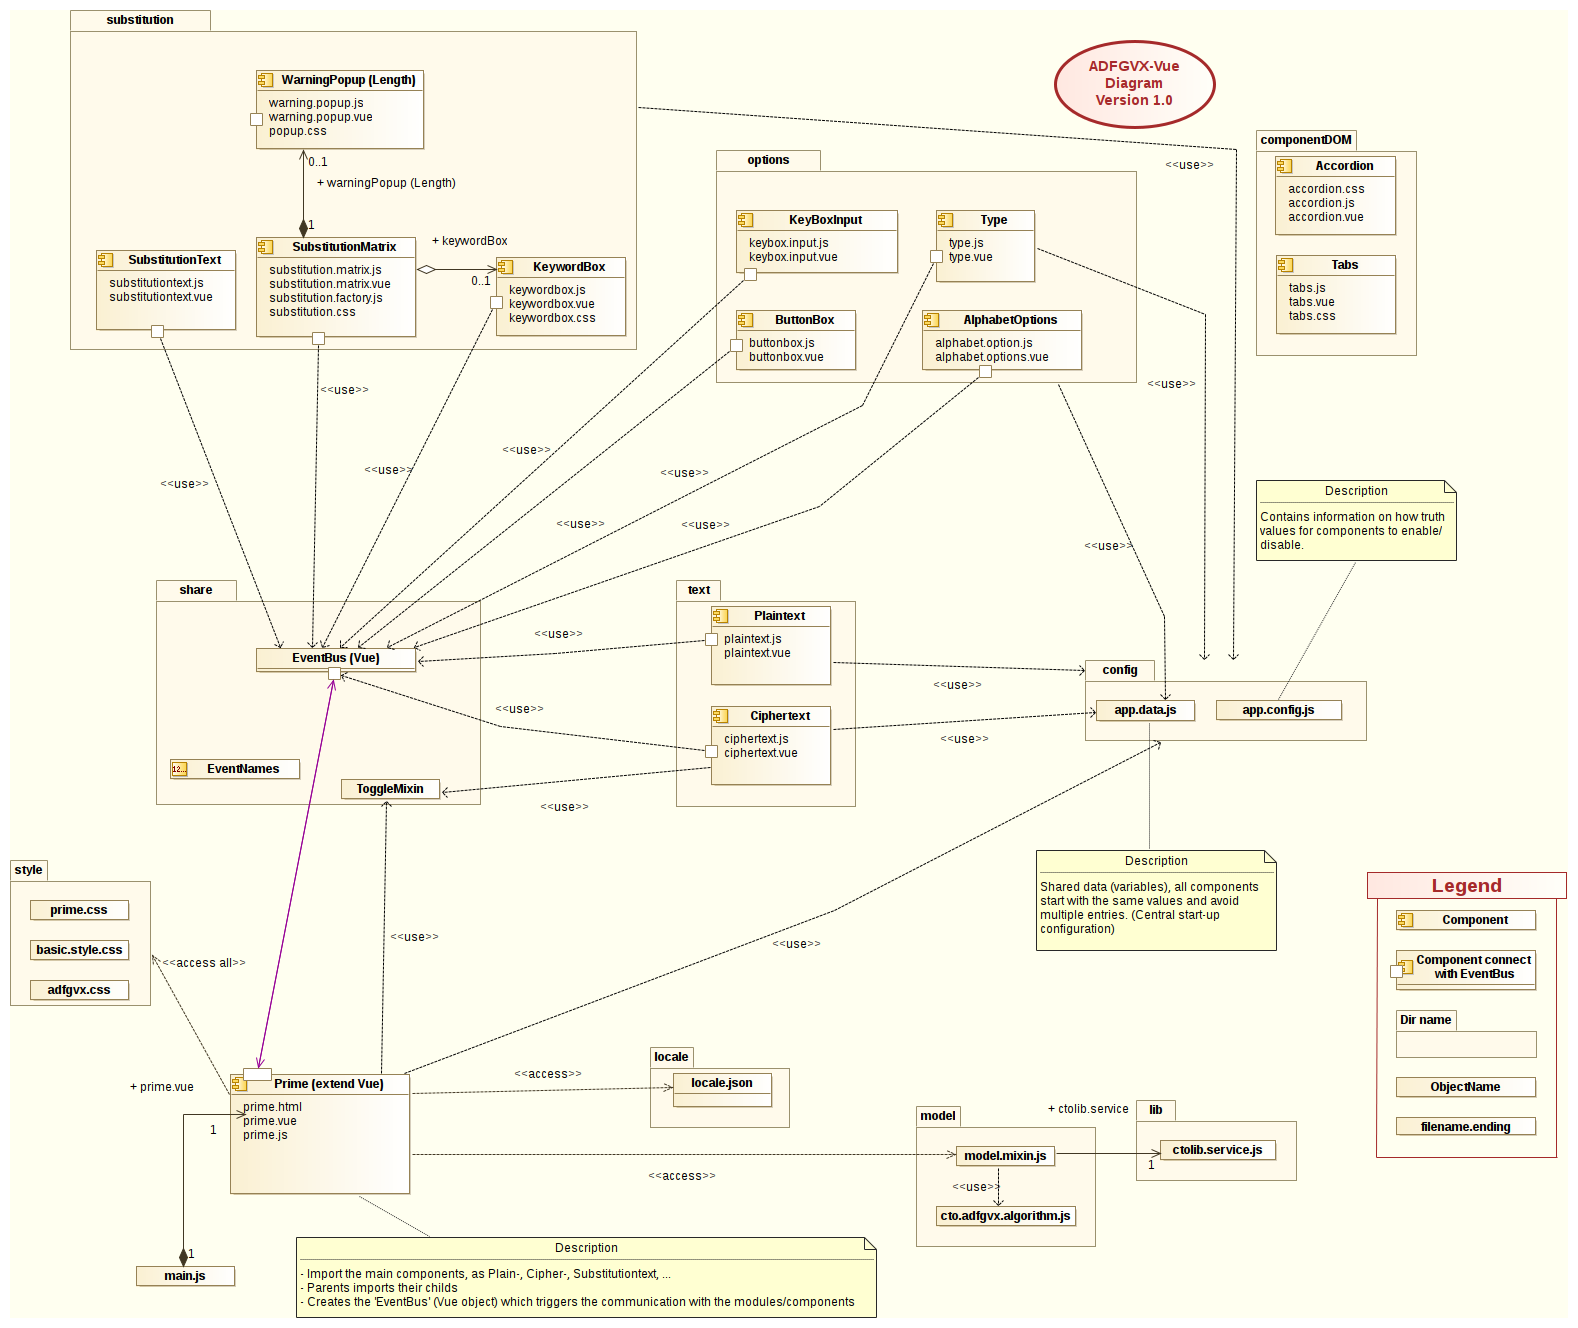 substitution
WarningPopup (Length)
warning.popup.js
warning.popup.vue
popup.css
0..1
+ warningPopup (Length)
1
SubstitutionMatrix
substitution.matrix.js
substitution.matrix.vue
substitution.factory.js
substitution.css
SubstitutionText
substitutiontext.js
substitutiontext.vue
+ keywordBox
0..1
KeywordBox
keywordbox.js
keywordbox.vue
keywordbox.css
ADFGVX-Vue
Diagram
Version 1.0
<<use>>
options
KeyBoxInput
keybox.input.js
keybox.input.vue
Type
type.js
type.vue
ButtonBox
buttonbox.js
buttonbox.vue
AlphabetOptions
alphabet.option.js
alphabet.options.vue
componentDOM
Accordion
accordion.css
accordion.js
accordion.vue
Tabs
tabs.js
tabs.vue
tabs.css
<<use>>
<<use>>
<<use>>
<<use>>
<<use>>
<<use>>
<<use>>
<<use>>
<<use>>
Description
Contains information on how truth
values for components to enable/
disable.
share
EventBus (Vue)
EventNames
ToggleMixin
text
Plaintext
plaintext.js
plaintext.vue
Ciphertext
ciphertext.js
ciphertext.vue
<<use>>
<<use>>
<<use>>
<<use>>
<<use>>
config
app.data.js
app.config.js
Description
Shared data (variables), all components
start with the same values and avoid
multiple entries. (Central start-up
configuration)
style
prime.css
basic.style.css
adfgvx.css
<<access all>>
<<use>>
<<use>>
Legend
Component
Component connect
with EventBus
Dir name
ObjectName
filename.ending
+ prime.vue
1
Prime (extend Vue)
prime.html
prime.vue
prime.js
<<access>>
locale
locale.json
<<access>>
model
model.mixin.js
<<use>>
cto.adfgvx.algorithm.js
+ ctolib.service
1
lib
ctolib.service.js
1
main.js
Description
- Import the main components, as Plain-, Cipher-, Substitutiontext, ...
- Parents imports their childs
- Creates the 'EventBus' (Vue object) which triggers the communication with the modules/components